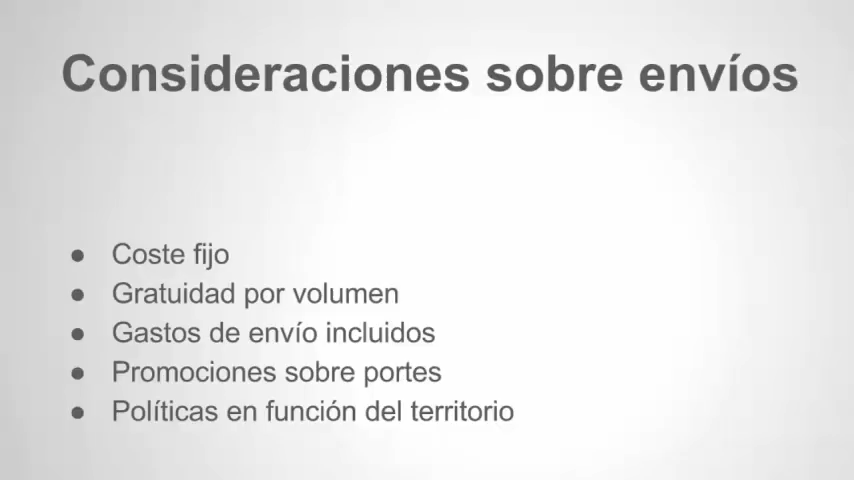 Consideraciones sobre envíos
● Coste fijo
● Gratuidad por volumen
● Gastos de envío incluidos
● Promociones sobre portes
● Políticas en función del territorio